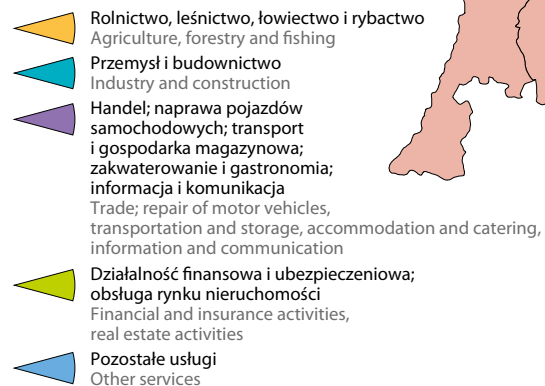 Rolnictwo, leśnictwo, łowiectwo i rybactwo
Agriculture, forestry and fishing
Przemysł i budownictwo
Industry and construction
Handel; naprawa pojazdów
samochodowych; transport
i gospodarka magazynowa;
zakwaterowanie i gastronomia;
informacja i komunikacja
Trade; repair of motor vehicles,
transportation and storage, accommodation and catering,
information and communication
Działalność finansowa i ubezpieczeniowa;
obsługa rynku nieruchomości
Financial and insurance activities,
real estate activities
Pozostałe usługi
Other services